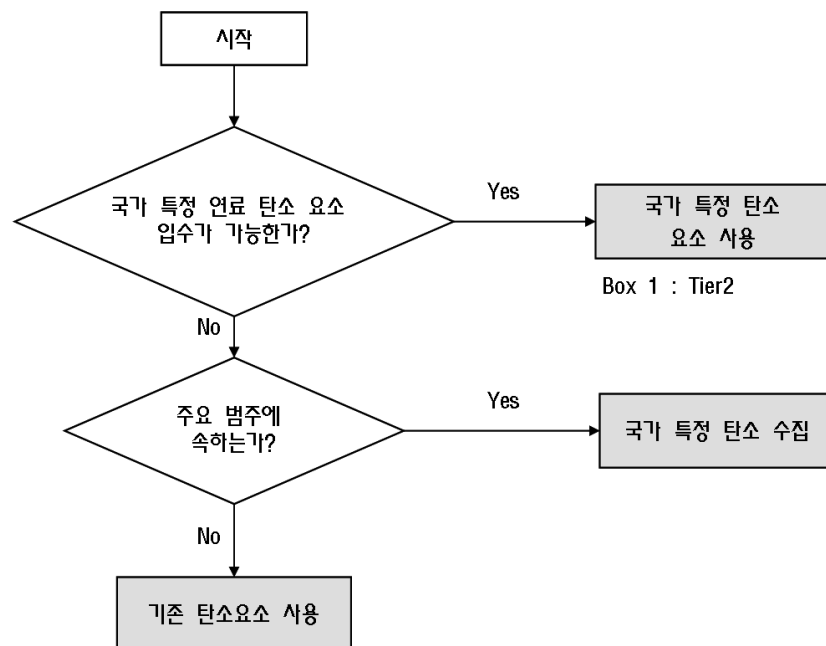 시작
국가 특정 연료 탄소 요소
입수가 가능한가?
Yes
국가 특정 탄소
요소 사용
Box 1 : Tier2
No
주요 범주에
속하는가?
Yes
국가 특정 탄소 수집
No
기존 탄소요소 사용